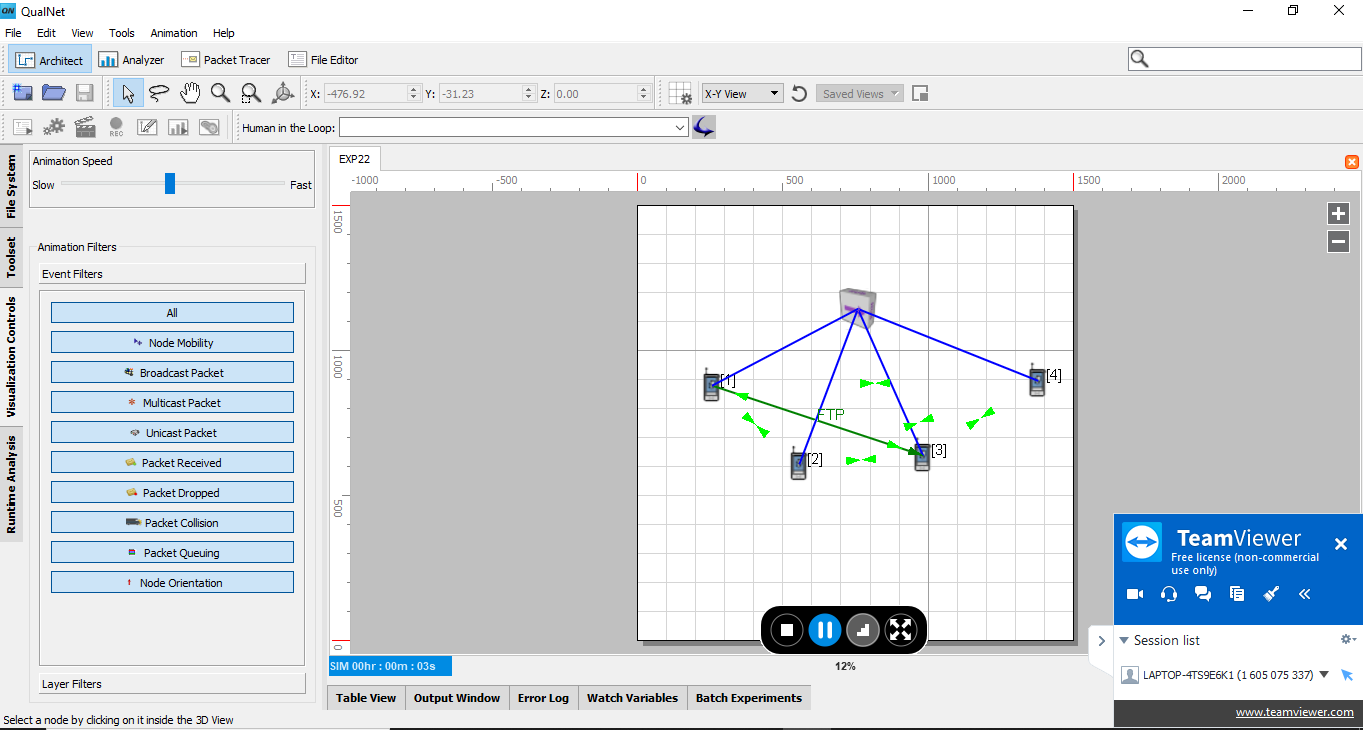 QN QualNet
File Edit View Tools Animation Help
Architect Analyzer Packet Tracer File Editor
X: -476.92 Y: -31.23 Z: 0.00 X-Y View Saved Views
REC Human in the Loop:
File System
Toolset
Visualization Controls
Runtime Analysis
Animation Speed
Slow Fast
Animation Filters
Event Filters
All
Node Mobility
Broadcast Packet
Multicast Packet
Unicast Packet
Packet Received
Packet Dropped
Packet Collision
Packet Queuing
Node Orientation
Layer Filters
EXP22
-1000 -500 0 500 1000 1500 2000
1500
1000
500
0
[1]
[4]
FTP
[2]
[3]
SIM 00hr : 00m : 03s 12%
Table View Output Window Error Log Watch Variables Batch Experiments
Select a node by clicking on it inside the 3D View
TeamViewer
Free license (non-commercial
use only)
Session list
LAPTOP-4TS9E6K1 (1 605 075 337)
www.teamviewer.com